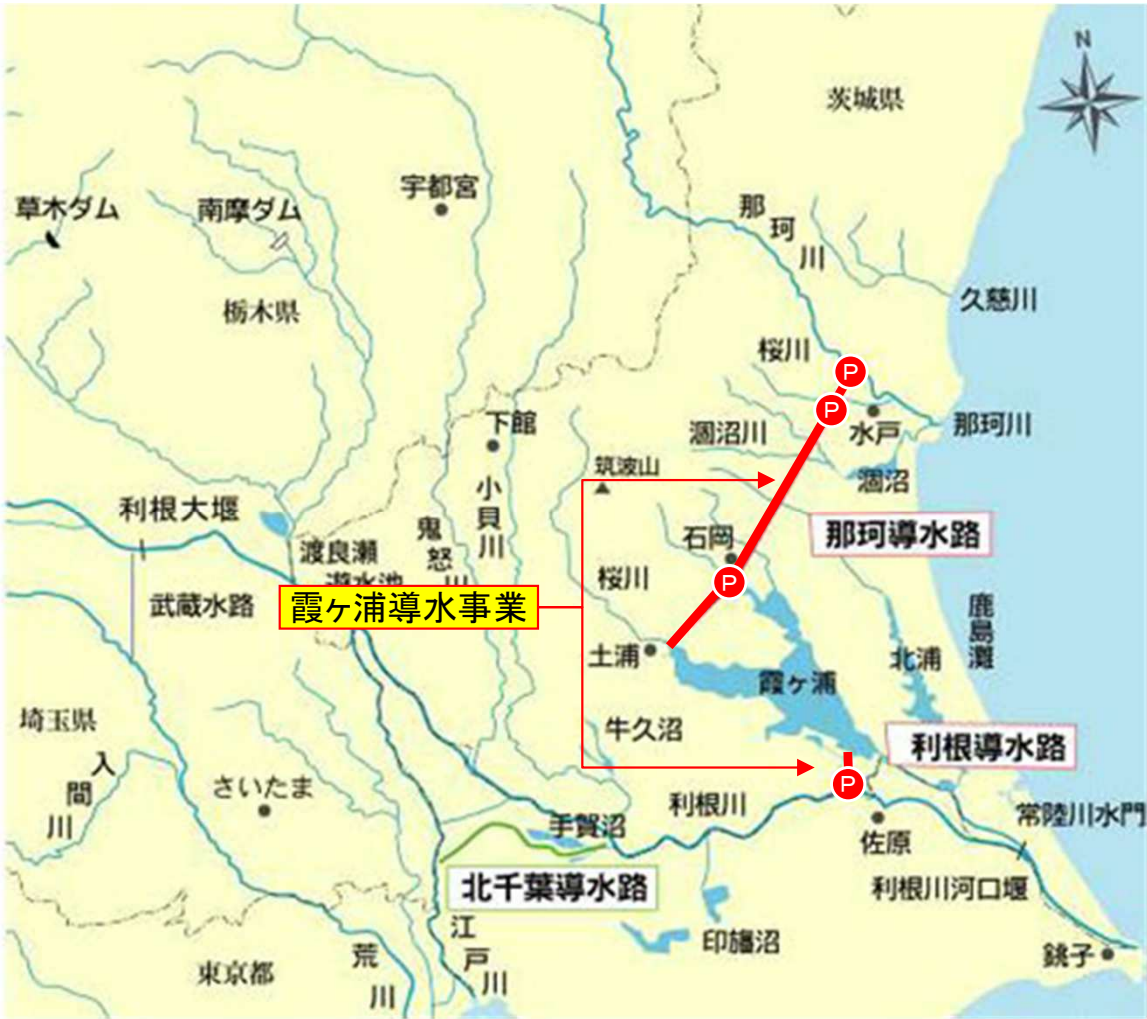 N
茨城県
宇都宮
草木ダム
南摩ダム
那珂川
久慈川
栃木県
桜川
那珂川
水戸
下館
涸沼川
筑波山
涸沼
小貝川
利根大堰
鬼怒川
那珂導水路
石岡
渡良瀬
遊水池
桜川
武蔵水路
霞ヶ浦導水事業
鹿島灘
土浦
北浦
霞ヶ浦
埼玉県
牛久沼
利根導水路
入間川
さいたま
利根川
常陸川水門
手賀沼
佐原
北千葉導水路
利根川河口堰
江戸川
印旛沼
荒川
東京都
銚子
P
P
P
P